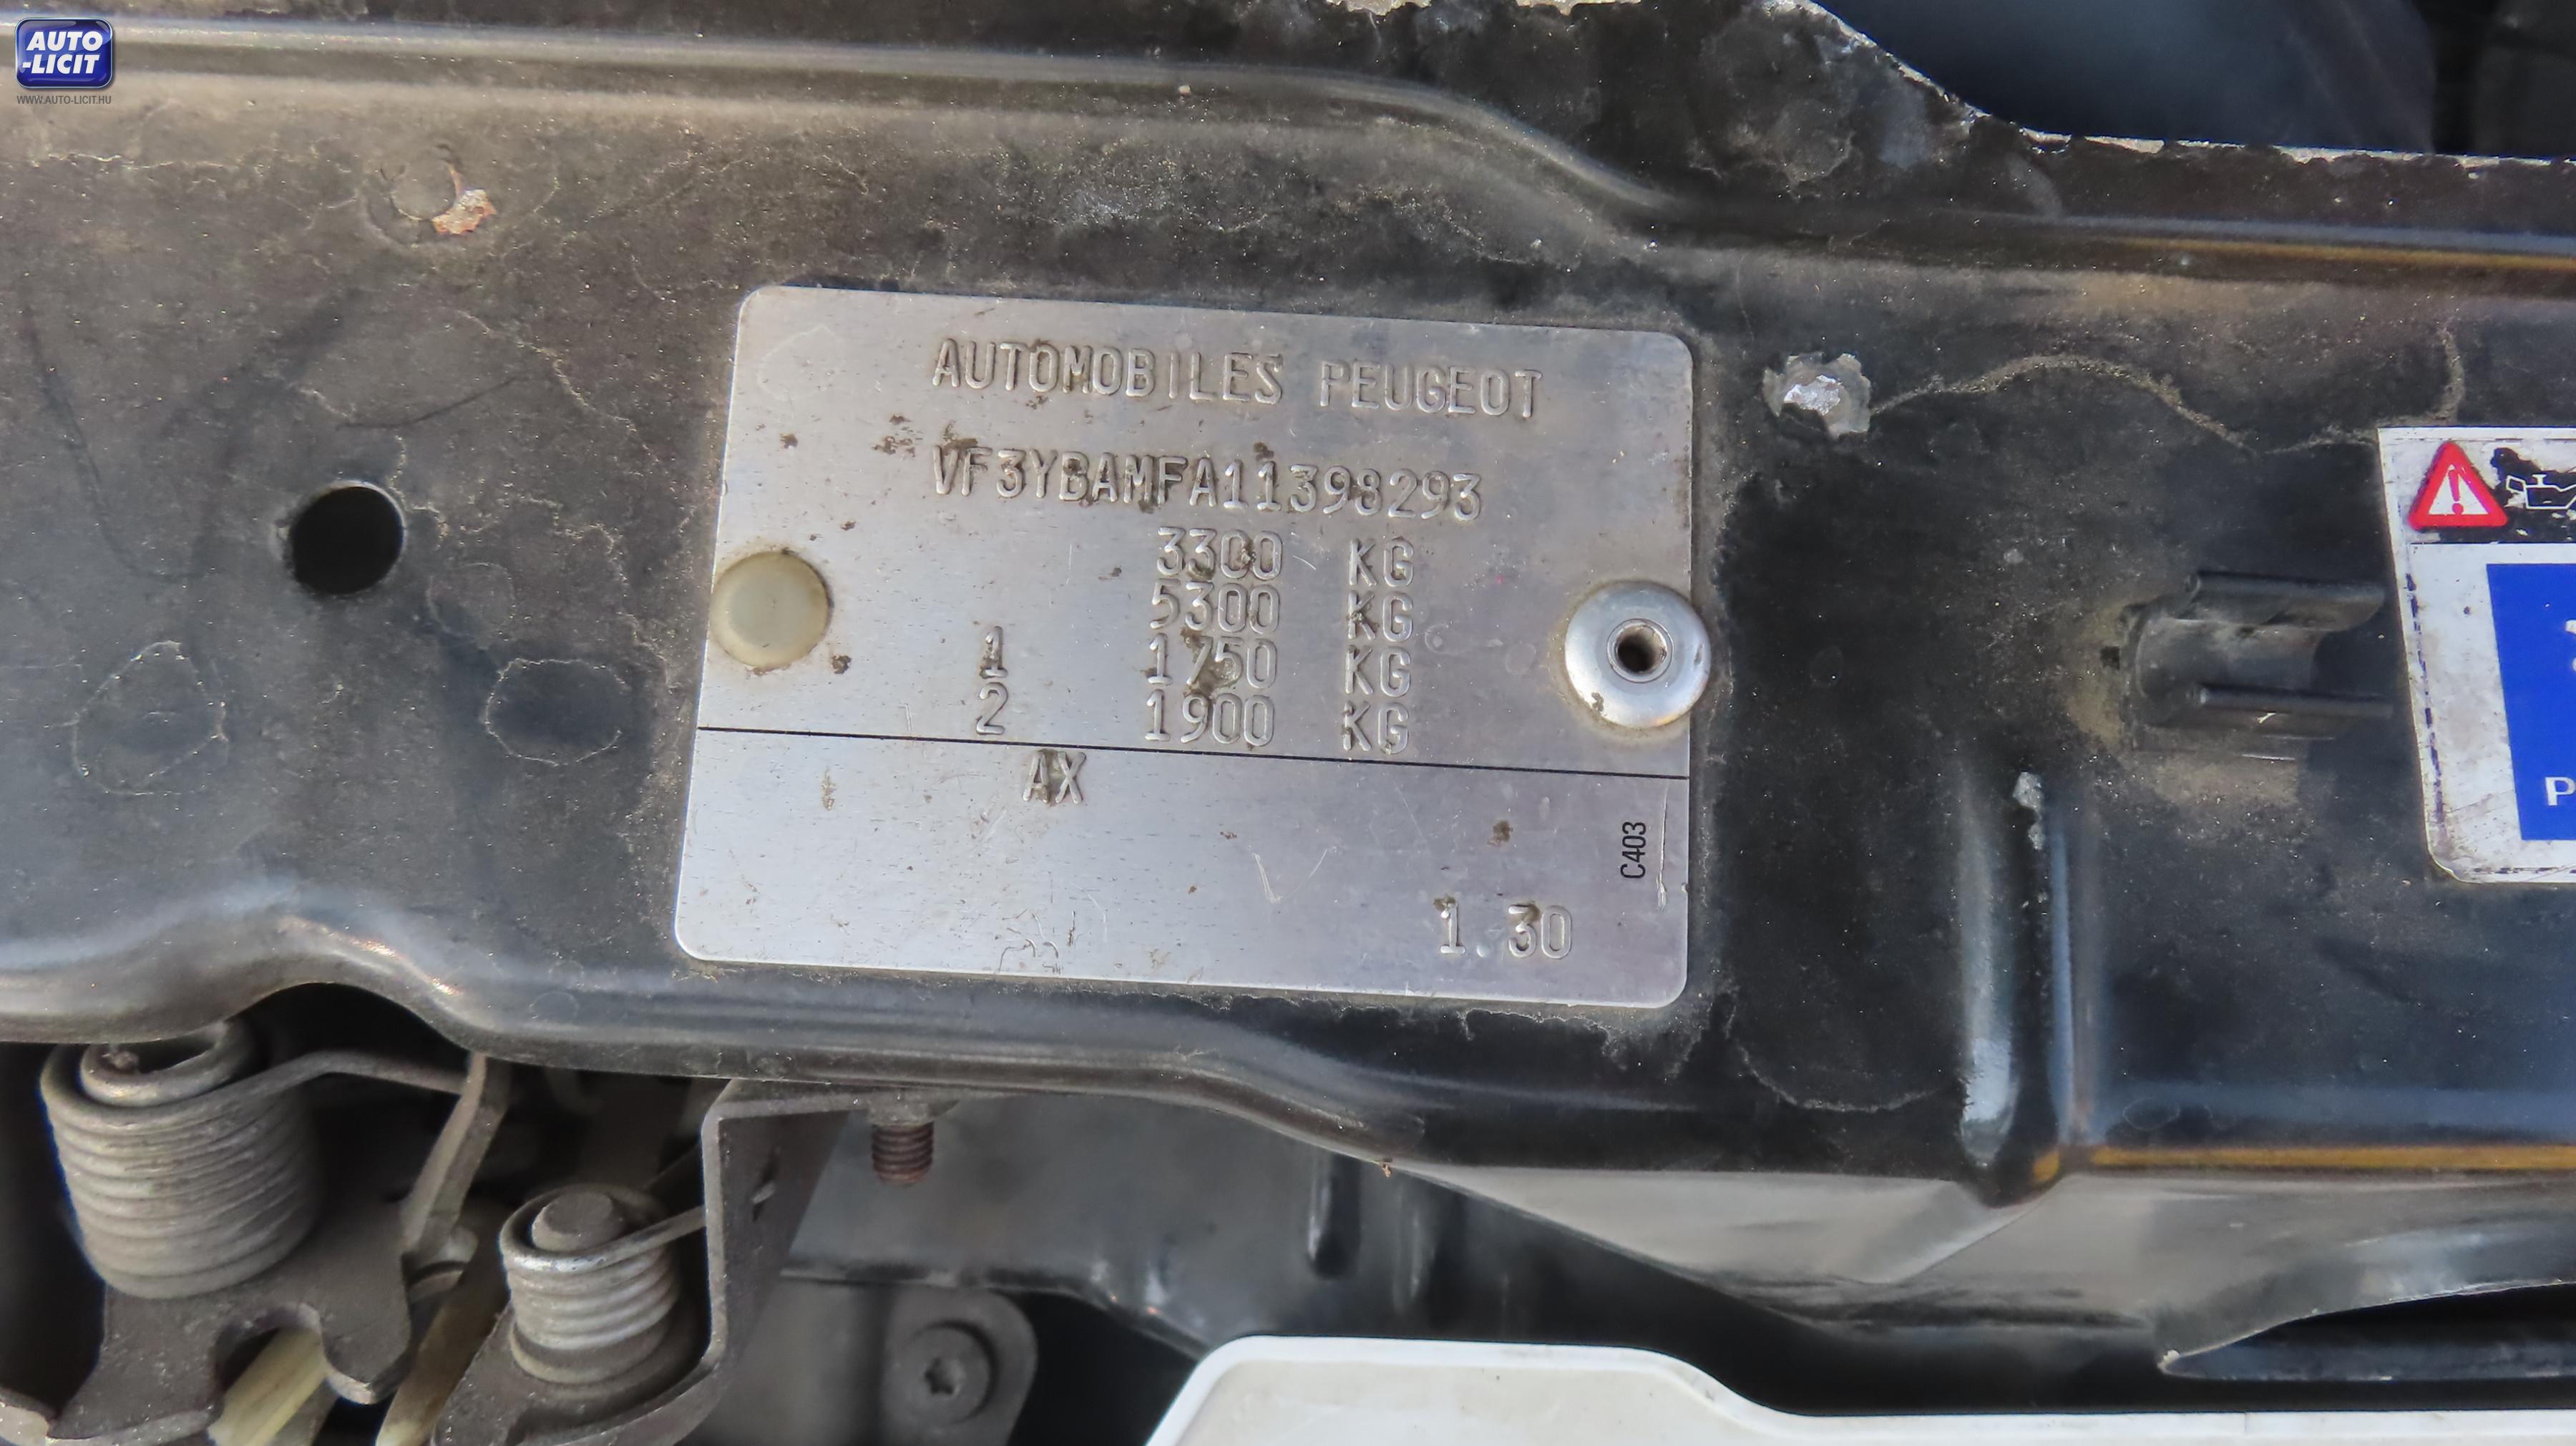 AUTO
-LICIT
WWW.AUTO-LICIT.HU
AUTOMOBILES PEUGEOT
VF3YBAMFA11398293
3300 KG
5300 KG
1 1750 KG
2 1900 KG
AX
C403
1.30
P